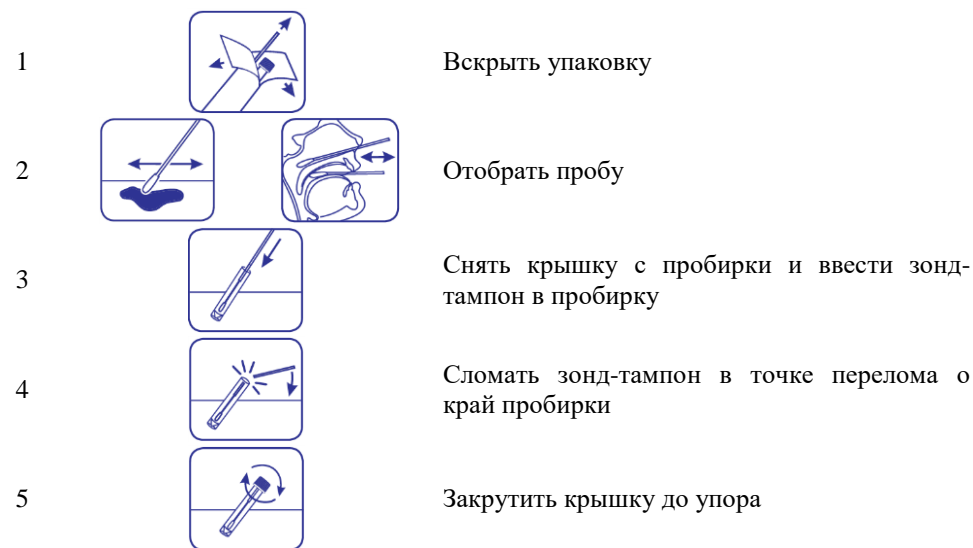 1 Вскрыть упаковку
2 Отобрать пробу
3 Снять крышку с пробирки и ввести зонд-
тампон в пробирку
4 Сломать зонд-тампон в точке перелома о
край пробирки
5 Закрутить крышку до упора